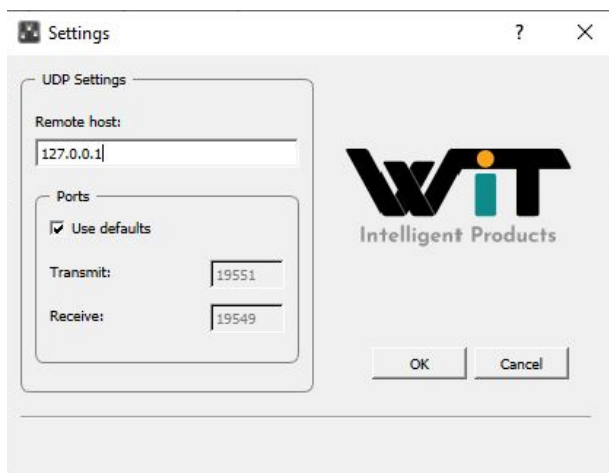 Settings
?
UDP Settings
Remote host:
127.0.0.1
Ports
Use defaults
Transmit:
19551
Receive:
19549
WiT
Intelligent Products
OK
Cancel